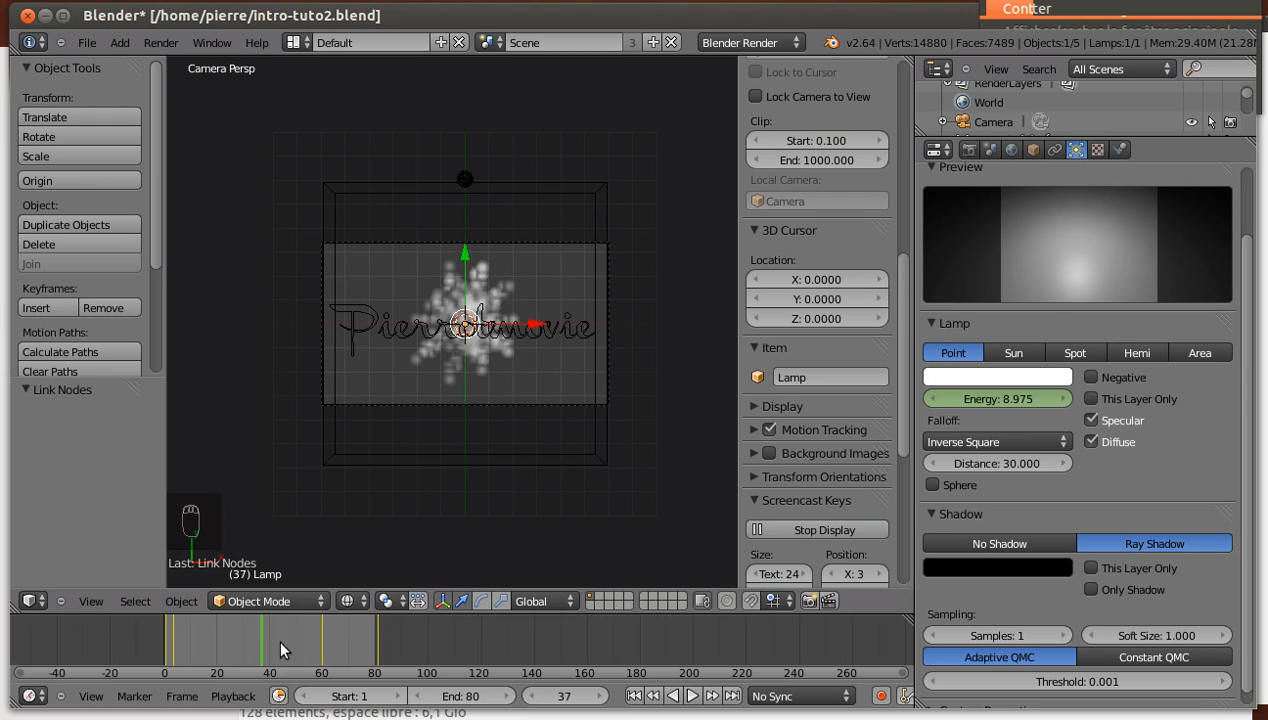 Contter
Blender* [/home/pierre/intro-tuto2.blend]
File Add Render Window Help Default Scene 3 Blender Render v2.64 | Verts:14880 | Faces:7489 | Objects:1/5 | Lamps:1/1 | Mem:29.40M (21.28M
Object Tools
Transform:
Translate
Rotate
Scale
Origin
Object:
Duplicate Objects
Delete
Join
Keyframes:
Insert Remove
Motion Paths:
Calculate Paths
Clear Paths
Link Nodes
Camera Persp
Pierrotlmovie
Last: Link Nodes
(37) Lamp
Lock to Cursor
Lock Camera to View
Clip:
Start: 0.100
End: 1000.000
Local Camera:
Camera
3D Cursor
Location:
X: 0.0000
Y: 0.0000
Z: 0.0000
Item
Lamp
Display
Motion Tracking
Background Images
Transform Orientations
Screencast Keys
Stop Display
Size: Position:
Text: 24 X: 3
View Search All Scenes
RenderLayers
World
Camera
Preview
Lamp
Point Sun Spot Hemi Area
Negative
Energy: 8.975 This Layer Only
Falloff: Specular
Inverse Square Diffuse
Distance: 30.000
Sphere
Shadow
No Shadow Ray Shadow
This Layer Only
Only Shadow
Sampling:
Samples: 1 Soft Size: 1.000
Adaptive QMC Constant QMC
Threshold: 0.001
View Select Object Object Mode Global
-40 -20 0 20 40 60 80 100 120 140 160 180 200 220 240 260
View Marker Frame Playback Start: 1 End: 80 37 No Sync
128 éléments, espace libre : 6,1 Gio